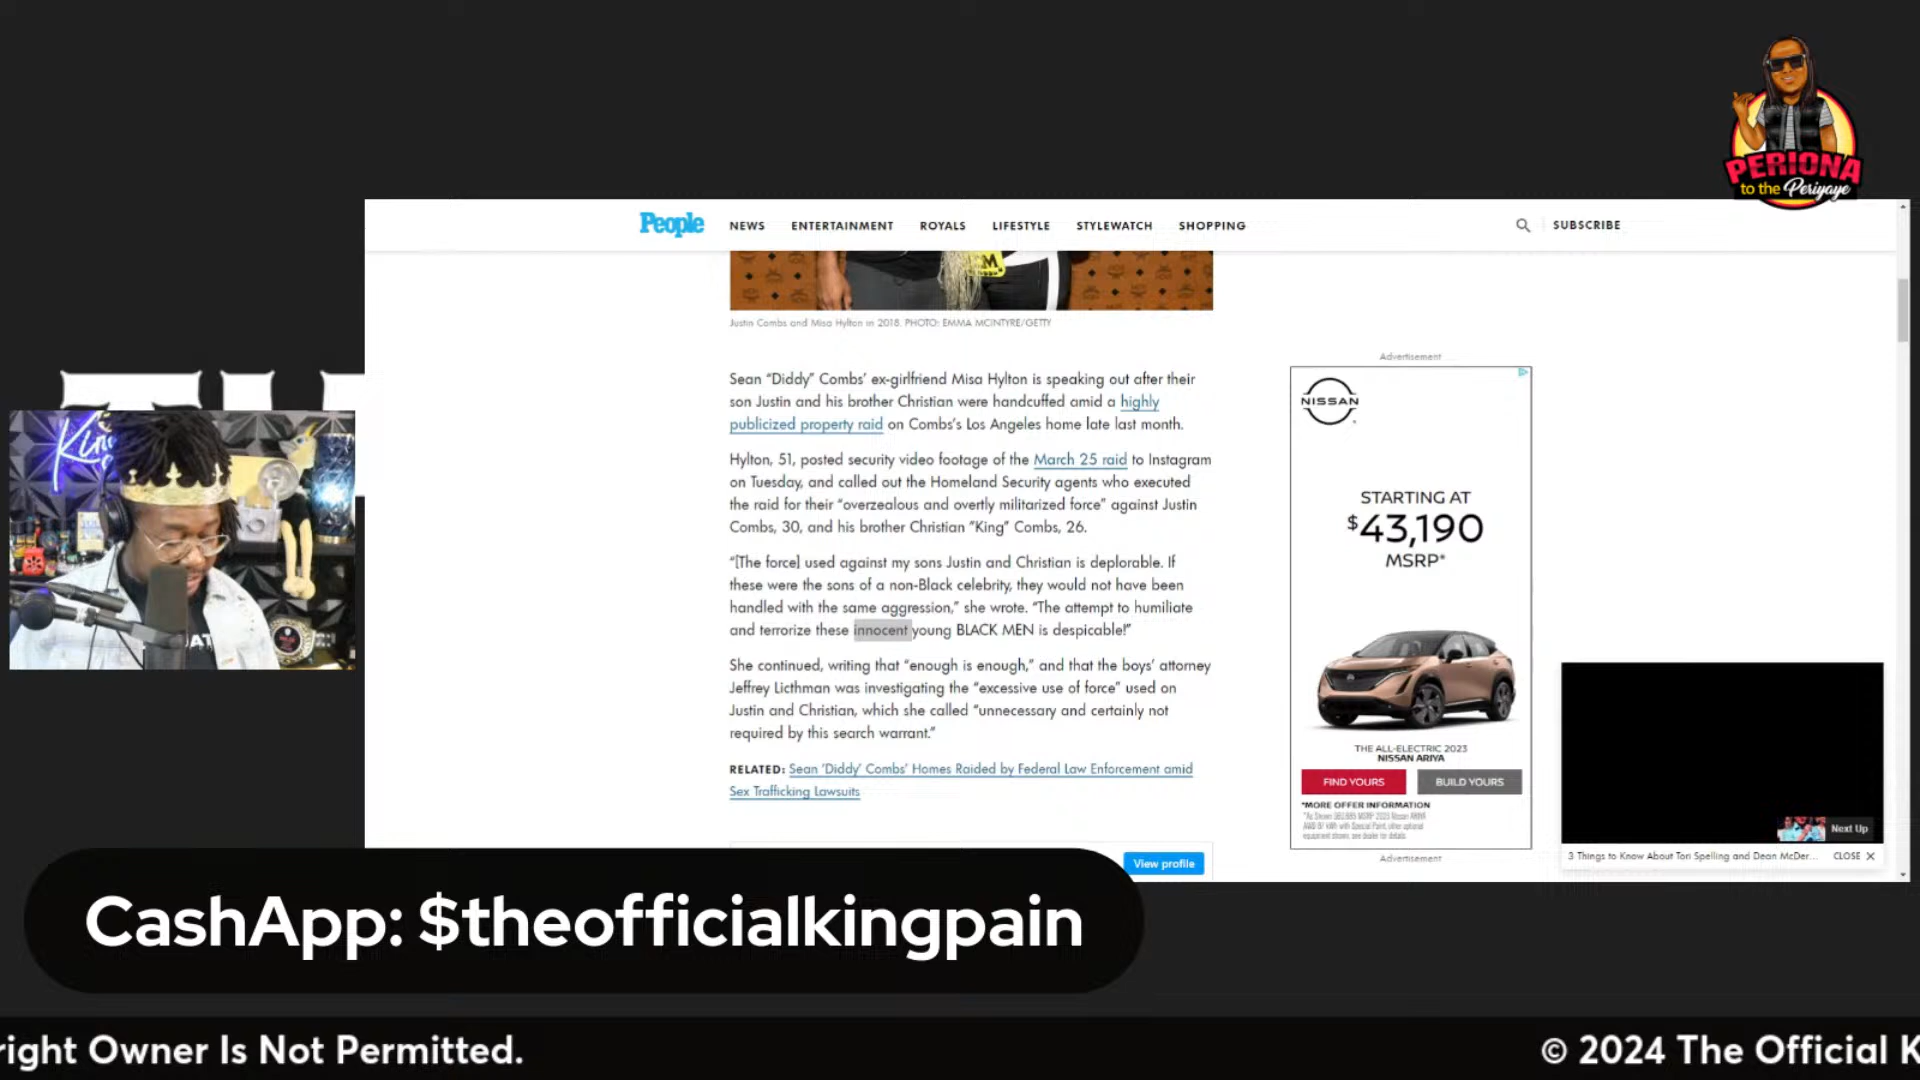 PERIONA
to the Periyaye
People
NEWS ENTERTAINMENT ROYALS LIFESTYLE STYLEWATCH SHOPPING
SUBSCRIBE
Justin Combs and Misa Hylton in 2018. PHOTO: EMMA MCINTYRE/GETTY
Sean “Diddy” Combs’ ex-girlfriend Misa Hylton is speaking out after their
son Justin and his brother Christian were handcuffed amid a highly
publicized property raid on Combs’s Los Angeles home late last month.
Hylton, 51, posted security video footage of the March 25 raid to Instagram
on Tuesday, and called out the Homeland Security agents who executed
the raid for their “overzealous and overtly militarized force” against Justin
Combs, 30, and his brother Christian “King” Combs, 26.
“[The force] used against my sons Justin and Christian is deplorable. If
these were the sons of a non-Black celebrity, they would not have been
handled with the same aggression,” she wrote. “The attempt to humiliate
and terrorize these innocent young BLACK MEN is despicable!”
She continued, writing that “enough is enough,” and that the boys’ attorney
Jeffrey Licthman was investigating the “excessive use of force” used on
Justin and Christian, which she called “unnecessary and certainly not
required by this search warrant.”
RELATED: Sean ‘Diddy’ Combs’ Homes Raided by Federal Law Enforcement amid
Sex Trafficking Lawsuits
View profile
Advertisement
NISSAN
STARTING AT
$43,190
MSRP*
THE ALL-ELECTRIC 2023
NISSAN ARIYA
FIND YOURS BUILD YOURS
*MORE OFFER INFORMATION
Advertisement
Next Up
3 Things to Know About Tori Spelling and Dean McDer... CLOSE
CashApp: $theofficialkingpain
right Owner Is Not Permitted.
© 2024 The Official K